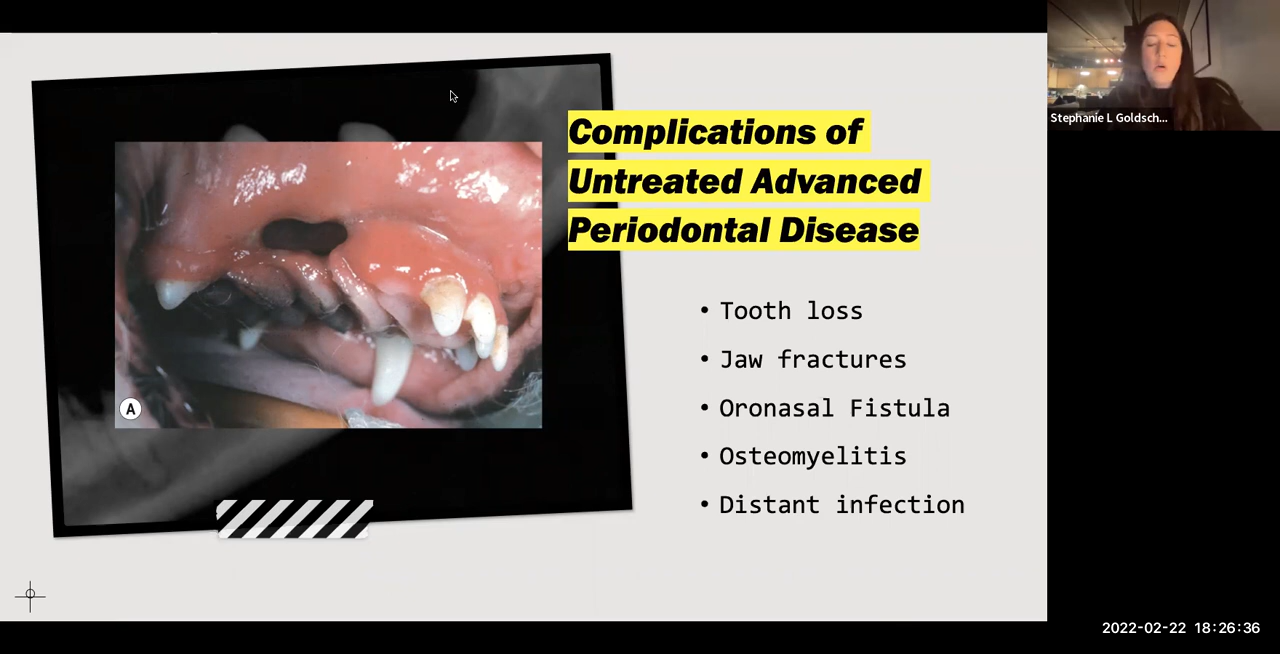 Complications of
Untreated Advanced
Periodontal Disease
• Tooth loss
• Jaw fractures
• Oronasal Fistula
• Osteomyelitis
• Distant infection
A
Stephanie L Goldsch...
2022-02-22 18:26:36